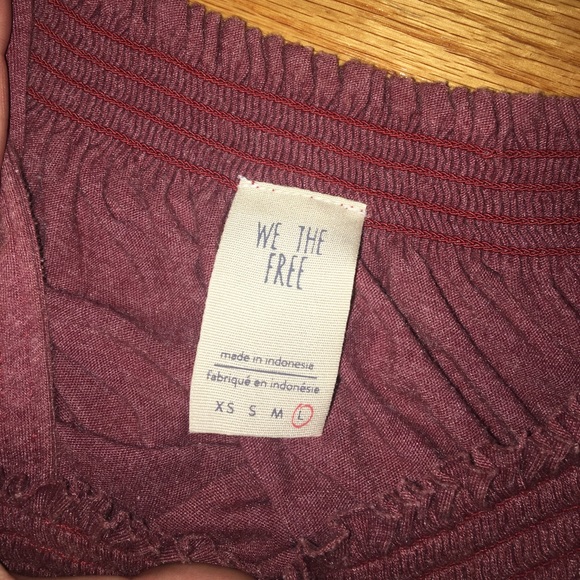 WE THE
FREE
made in indonesia
fabriqué en indonésie
XS S M L